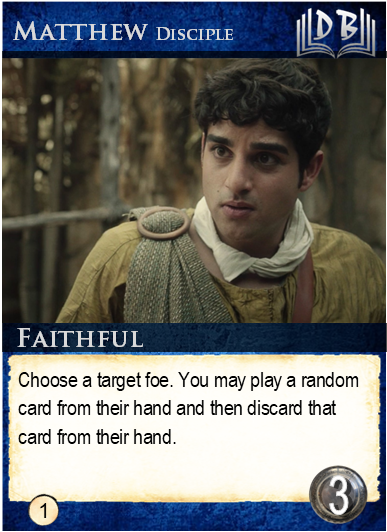 Matthew Disciple
DB
Faithful
Choose a target foe. You may play a random
card from their hand and then discard that
card from their hand.
1
3